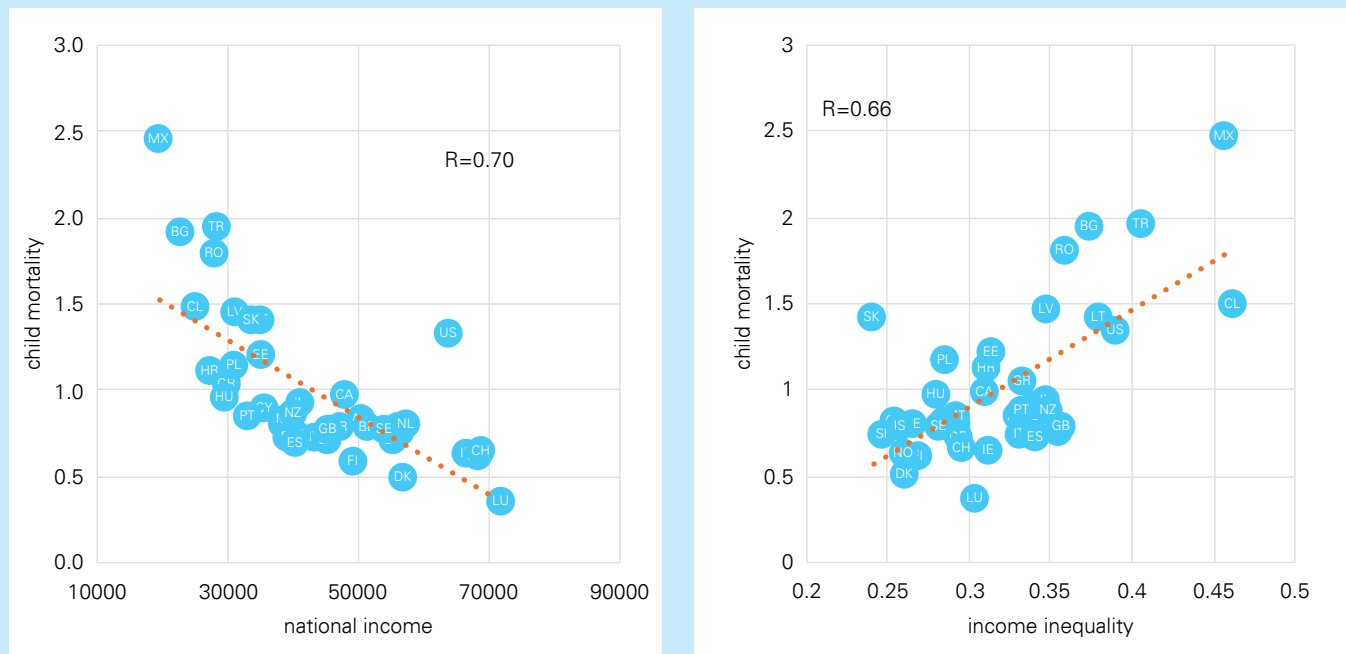 3.0
2.5
2.0
1.5
1.0
0.5
0.0
child mortality
R=0.70
MX
BG
TR
RO
CL
LV
SK
US
EE
PL
HR
HU
CA
PT
NZ
GB
SE
NL
ES
FI
DK
CH
LU
10000 30000 50000 70000 90000
national income
3
2.5
2
1.5
1
0.5
0
child mortality
R=0.66
MX
BG
TR
RO
LV
CL
SK
LT
US
EE
PL
HR
GR
CA
HU
PT
NZ
GB
IS
SE
ES
CH
IE
NO
DK
LU
0.2 0.25 0.3 0.35 0.4 0.45 0.5
income inequality